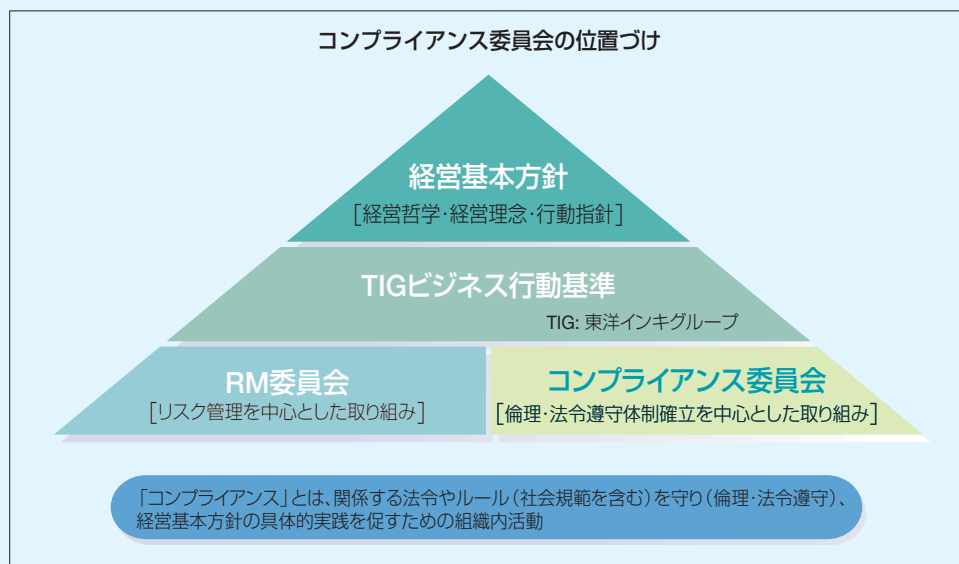 コンプライアンス委員会の位置づけ
経営基本方針
[経営哲学・経営理念・行動指針]
TIGビジネス行動基準
TIG: 東洋インキグループ
RM委員会
[リスク管理を中心とした取り組み]
コンプライアンス委員会
[倫理・法令遵守体制確立を中心とした取り組み]
「コンプライアンス」とは、関係する法令やルール（社会規範を含む）を守り（倫理・法令遵守）、
経営基本方針の具体的実践を促すための組織内活動